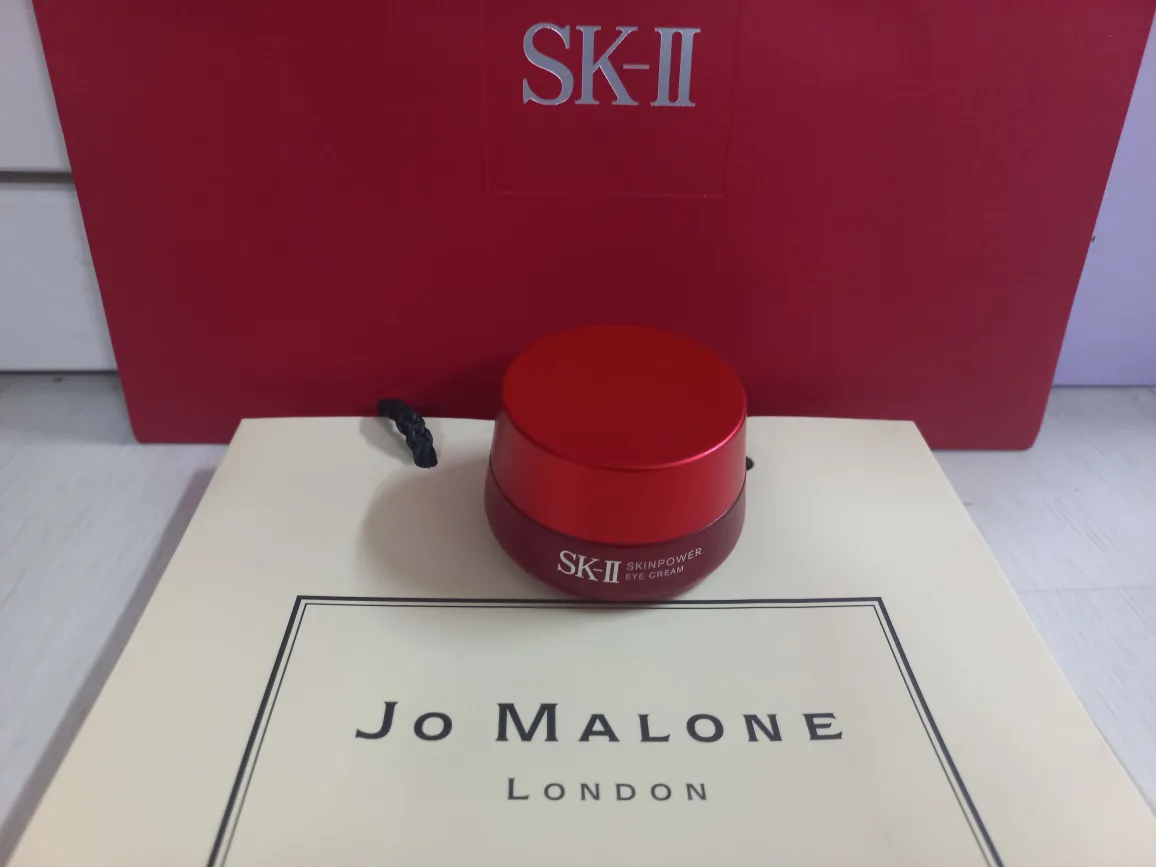 SK-II
SK-II SKINPOWER
EYE CREAM
JO MALONE
LONDON